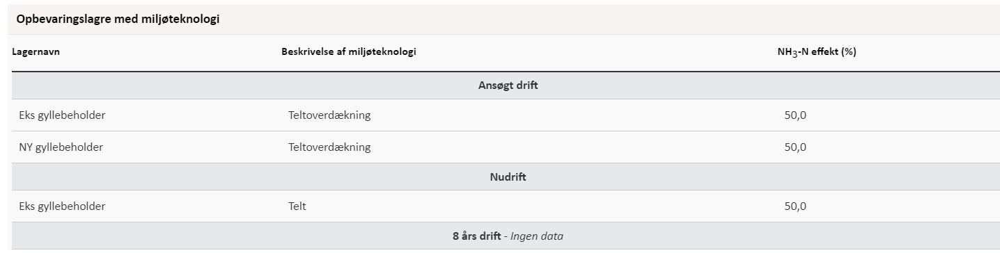 Opbevaringslagre med miljøteknologi
Lagernavn Beskrivelse af miljøteknologi NH3-N effekt (%)
Ansøgt drift
Eks gyllebeholder Teltoverdækning 50,0
NY gyllebeholder Teltoverdækning 50,0
Nudrift
Eks gyllebeholder Telt 50,0
8 års drift - Ingen data